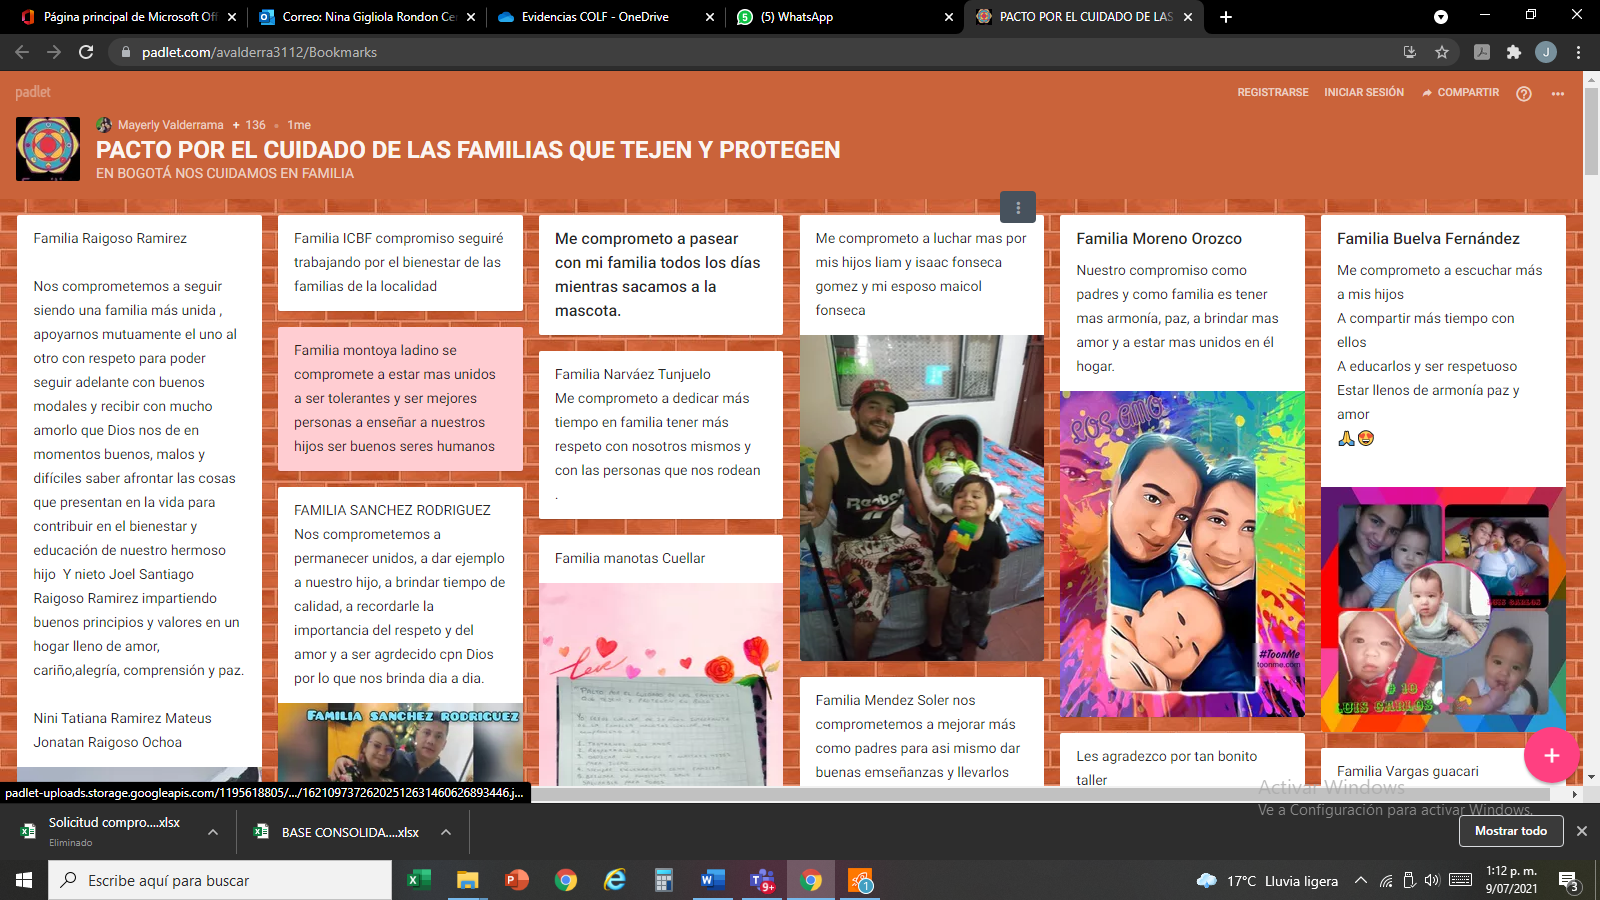 Página principal de Microsoft Off
Correo: Nina Gigliola Rondon Ce
Evidencias COLF - OneDrive
(5) WhatsApp
PACTO POR EL CUIDADO DE LAS
padlet.com/avalderra3112/Bookmarks
J
padlet
REGISTRARSE
INICIAR SESIÓN
COMPARTIR
Mayerly Valderrama + 136 • 1me
PACTO POR EL CUIDADO DE LAS FAMILIAS QUE TEJEN Y PROTEGEN
EN BOGOTÁ NOS CUIDAMOS EN FAMILIA
Familia Raigoso Ramirez
Nos comprometemos a seguir
siendo una familia más unida ,
apoyarnos mutuamente el uno al
otro con respeto para poder
seguir adelante con buenos
modales y recibir con mucho
amorlo que Dios nos de en
momentos buenos, malos y
difíciles saber afrontar las cosas
que presentan en la vida para
contribuir en el bienestar y
educación de nuestro hermoso
hijo  Y nieto Joel Santiago
Raigoso Ramirez impartiendo
buenos principios y valores en un
hogar lleno de amor,
cariño,alegría, comprensión y paz.
Nini Tatiana Ramirez Mateus
Jonatan Raigoso Ochoa
Familia ICBF compromiso seguiré
trabajando por el bienestar de las
familias de la localidad
Familia montoya ladino se
compromete a estar mas unidos
a ser tolerantes y ser mejores
personas a enseñar a nuestros
hijos ser buenos seres humanos
FAMILIA SANCHEZ RODRIGUEZ
Nos comprometemos a
permanecer unidos, a dar ejemplo
a nuestro hijo, a brindar tiempo de
calidad, a recordarle la
importancia del respeto y del
amor y a ser agrdecido cpn Dios
por lo que nos brinda dia a dia.
FAMILIA SANCHEZ RODRIGUEZ
Me comprometo a pasear
con mi familia todos los días
mientras sacamos a la
mascota.
Familia Narváez Tunjuelo
Me comprometo a dedicar más
tiempo en familia tener más
respeto con nosotros mismos y
con las personas que nos rodean
.
Familia manotas Cuellar
Love
Me comprometo a luchar mas por
mis hijos liam y isaac fonseca
gomez y mi esposo maicol
fonseca
Reebok
Familia Mendez Soler nos
comprometemos a mejorar más
como padres para asi mismo dar
buenas emseñanzas y llevarlos
Familia Moreno Orozco
Nuestro compromiso como
padres y como familia es tener
mas armonía, paz, a brindar mas
amor y a estar mas unidos en él
hogar.
LOS AMO
#ToonMe
toonme.com
Les agradezco por tan bonito
taller
Familia Buelva Fernández
Me comprometo a escuchar más
a mis hijos
A compartir más tiempo con
ellos
A educarlos y ser respetuoso
Estar llenos de armonía paz y
amor
🙏😍
LUIS CARLOS
# 10
LUIS CARLOS
Familia Vargas guacari
Activar Windows
Ve a Configuración para activar Windows.
padlet-uploads.storage.googleapis.com/1195618805/.../16210973726202512631460626893446.j...
Solicitud compro....xlsx
Eliminado
BASE CONSOLIDA....xlsx
Mostrar todo
Escribe aquí para buscar
9+
1
17°C Lluvia ligera
1:12 p. m.
9/07/2021
3